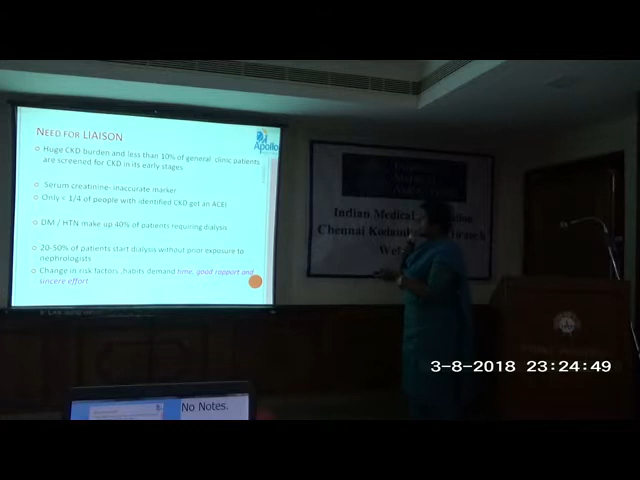 NEED FOR LIAISON
Apollo
Huge CKD burden and less than 10% of general clinic patients
are screened for CKD in its early stages
Serum creatinine- inaccurate marker
Only < 1/4 of people with identified CKD get an ACEI
DM / HTN make up 40% of patients requiring dialysis
20-50% of patients start dialysis without prior exposure to
nephrologists
Change in risk factors ,habits demand time, good rapport and
sincere effort
Indian Medical
Chennai
3-8-2018 23:24:49
No Notes.